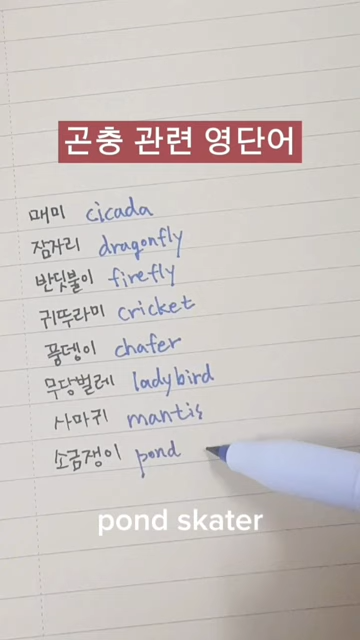 곤충 관련 영단어
매미 cicada
잠자리 dragonfly
반딧불이 firefly
귀뚜라미 cricket
풍뎅이 chafer
무당벌레 ladybird
사마귀 mantis
소금쟁이 pond
pond skater